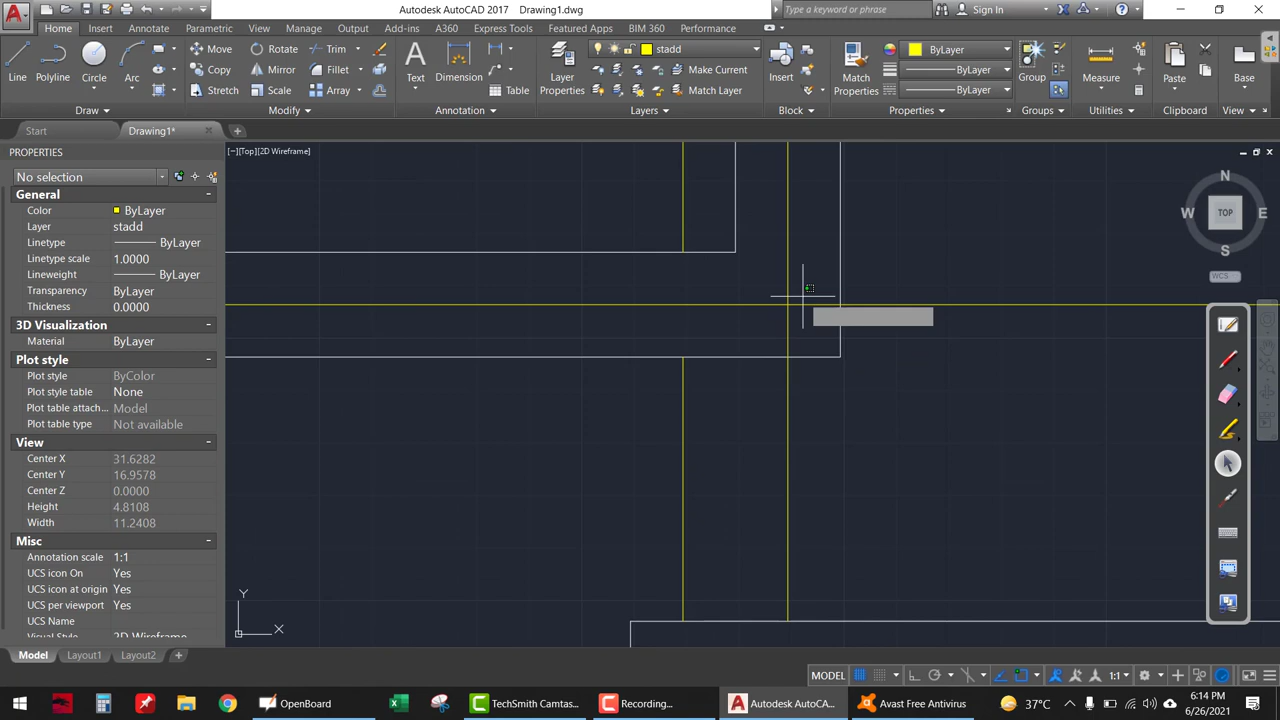 Autodesk AutoCAD 2017 Drawing1.dwg
Type a keyword or phrase
Sign In
Home Insert Annotate Parametric View Manage Output Add-ins A360 Express Tools Featured Apps BIM 360 Performance
Line Polyline Circle Arc
Move Rotate Trim
Copy Mirror Fillet
Stretch Scale Array
Text Dimension Table
Layer Properties
stadd
Make Current
Match Layer
Insert
Match Properties
ByLayer
ByLayer
ByLayer
Group
Measure
Paste
Base
Draw Modify Annotation Layers Block Properties Groups Utilities Clipboard View
Start Drawing1*
PROPERTIES
No selection
General
Color ByLayer
Layer stadd
Linetype ByLayer
Linetype scale 1.0000
Lineweight ByLayer
Transparency ByLayer
Thickness 0.0000
3D Visualization
Material ByLayer
Plot style
Plot style ByColor
Plot style table None
Plot table attach... Model
Plot table type Not available
View
Center X 31.6282
Center Y 16.9578
Center Z 0.0000
Height 4.8108
Width 11.2408
Misc
Annotation scale 1:1
UCS icon On Yes
UCS icon at origin Yes
UCS per viewport Yes
UCS Name
Visual Style 2D Wireframe
[−][Top][2D Wireframe]
N
W TOP E
S
WCS
Y
X
Model Layout1 Layout2
MODEL
1:1
OpenBoard
TechSmith Camtas...
Recording...
Autodesk AutoCA...
Avast Free Antivirus
37°C
6:14 PM
6/26/2021